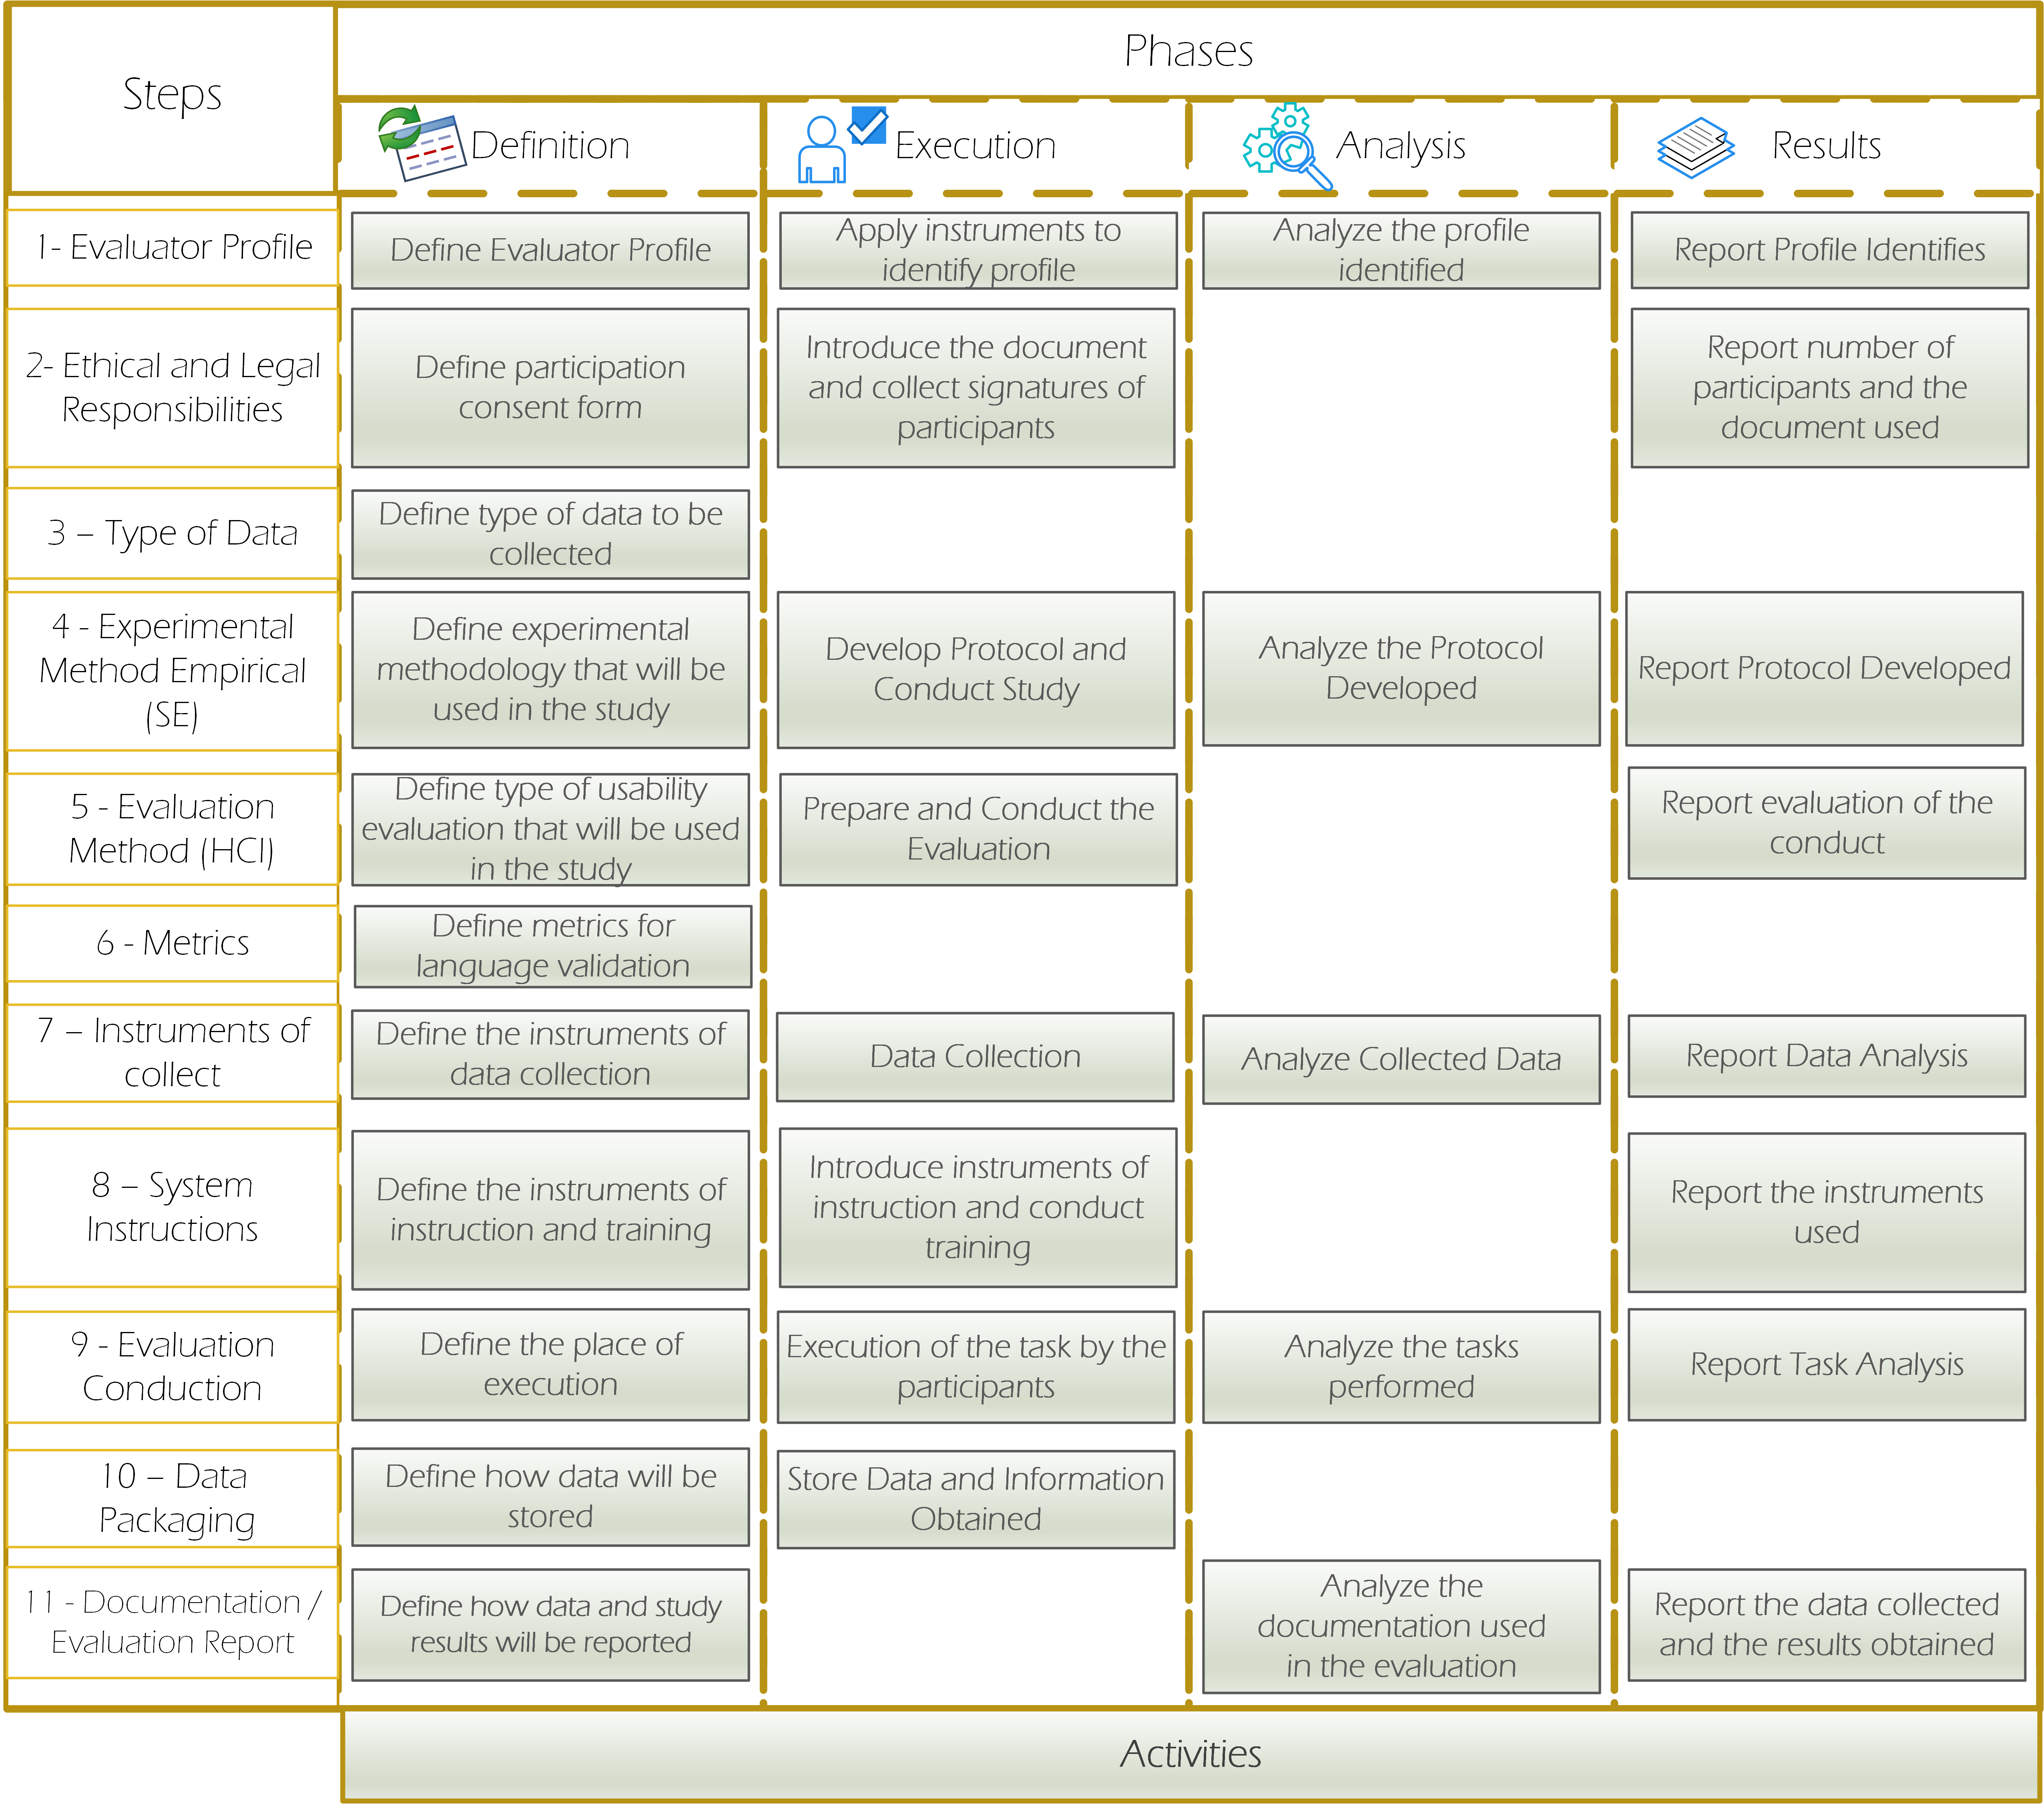 Steps
Phases
Definition
Execution
Analysis
Results
1- Evaluator Profile
Define Evaluator Profile
Apply instruments to
identify profile
Analyze the profile
identified
Report Profile Identifies
2- Ethical and Legal
Responsibilities
Define participation
consent form
Introduce the document
and collect signatures of
participants
Report number of
participants and the
document used
3 – Type of Data
Define type of data to be
collected
4 - Experimental
Method Empirical
(SE)
Define experimental
methodology that will be
used in the study
Develop Protocol and
Conduct Study
Analyze the Protocol
Developed
Report Protocol Developed
5 - Evaluation
Method (HCI)
Define type of usability
evaluation that will be used
in the study
Prepare and Conduct the
Evaluation
Report evaluation of the
conduct
6 - Metrics
Define metrics for
language validation
7 – Instruments of
collect
Define the instruments of
data collection
Data Collection
Analyze Collected Data
Report Data Analysis
8 – System
Instructions
Define the instruments of
instruction and training
Introduce instruments of
instruction and conduct
training
Report the instruments
used
9 - Evaluation
Conduction
Define the place of
execution
Execution of the task by the
participants
Analyze the tasks
performed
Report Task Analysis
10 – Data
Packaging
Define how data will be
stored
Store Data and Information
Obtained
11 - Documentation /
Evaluation Report
Define how data and study
results will be reported
Analyze the
documentation used
in the evaluation
Report the data collected
and the results obtained
Activities